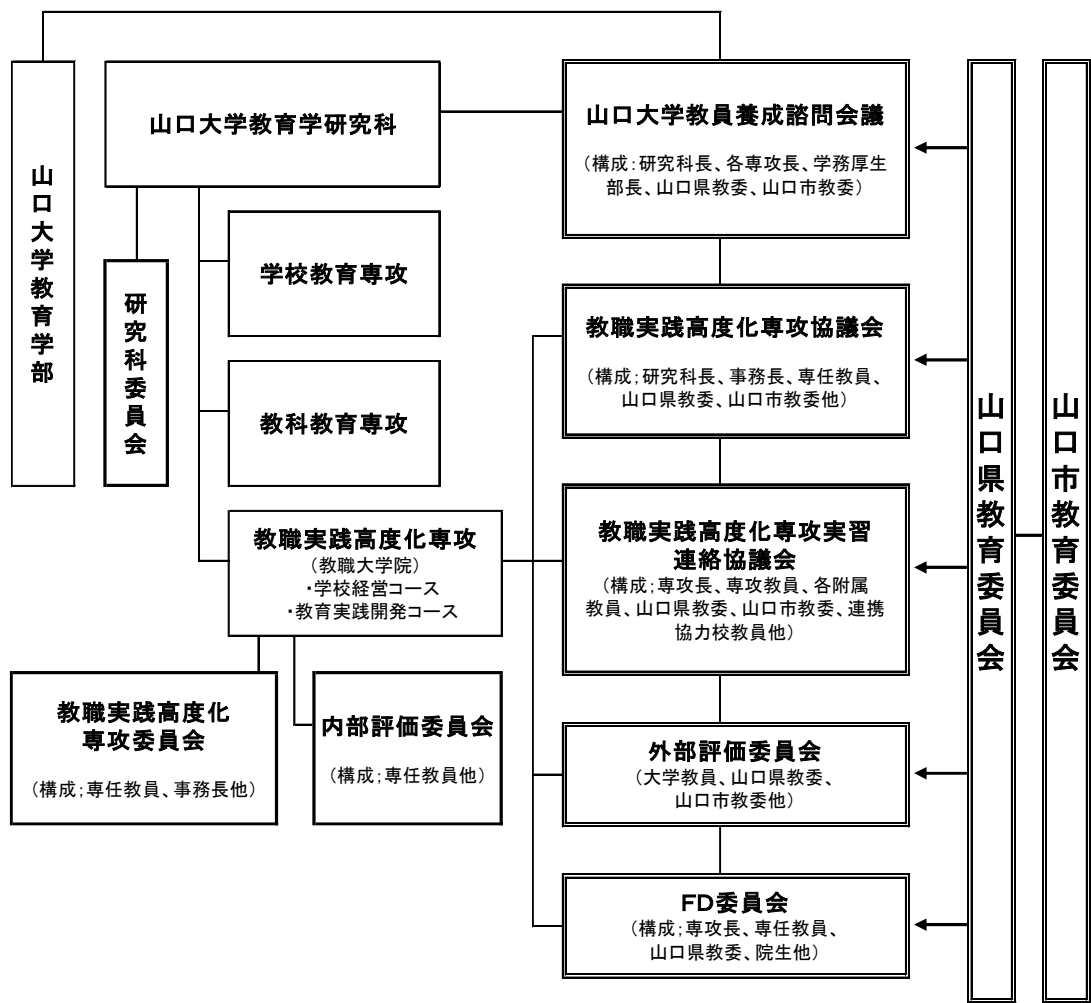 山口大学教育学部
山口大学教育学研究科
研究科委員会
学校教育専攻
教科教育専攻
教職実践高度化専攻
(教職大学院)
・学校経営コース
・教育実践開発コース
教職実践高度化
専攻委員会
(構成;専任教員、事務長他)
内部評価委員会
(構成;専任教員他)
山口大学教員養成諮問会議
(構成:研究科長、各専攻長、学務厚生
部長、山口県教委、山口市教委)
教職実践高度化専攻協議会
(構成;研究科長、事務長、専任教員、
山口県教委、山口市教委他)
教職実践高度化専攻実習
連絡協議会
(構成;専攻長、専攻教員、各附属
教員、山口県教委、山口市教委、連携
協力校教員他)
外部評価委員会
(大学教員、山口県教委、
山口市教委他)
FD委員会
(構成;専攻長、専任教員、
山口県教委、院生他)
山口県教育委員会
山口市教育委員会